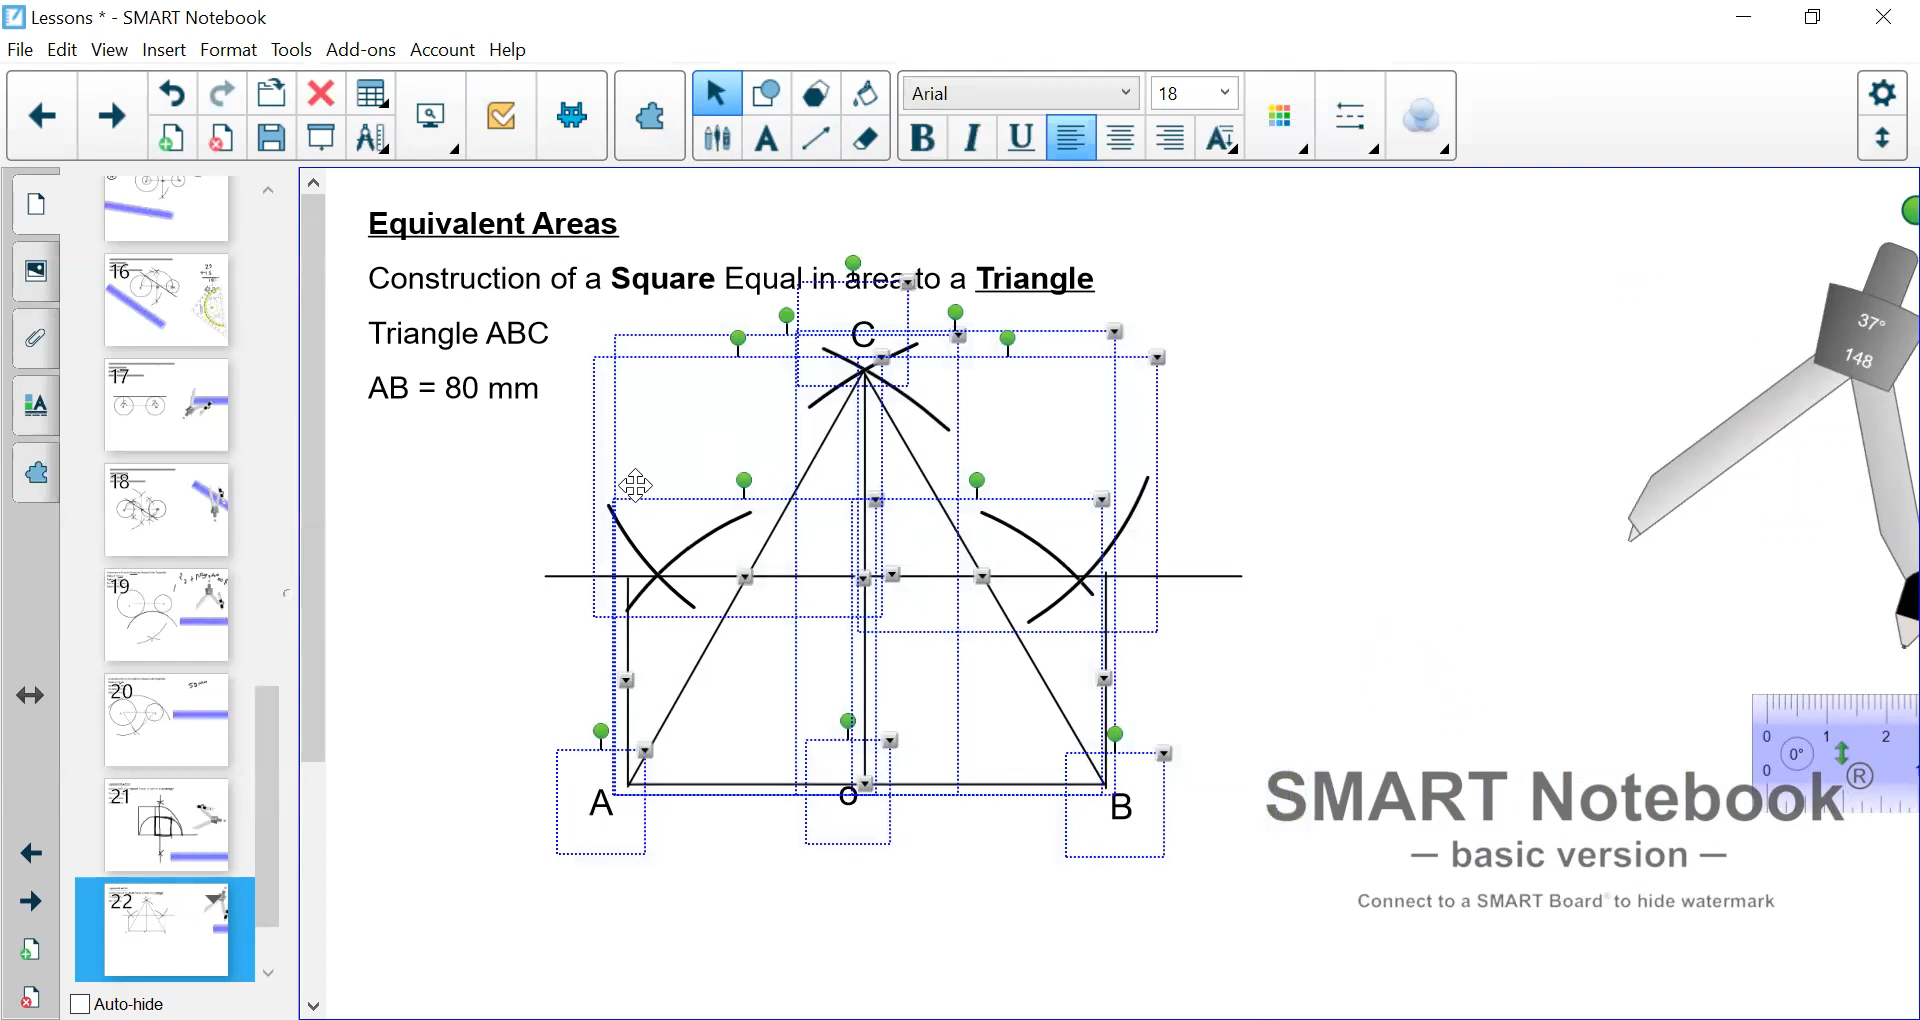 Lessons * - SMART Notebook
File Edit View Insert Format Tools Add-ons Account Help
Arial
18
B I U A
Equivalent Areas
Construction of a Square Equal in area to a Triangle
Triangle ABC
AB = 80 mm
C
A
o
B
37°
148
0 1 2
0°
0
SMART Notebook®
— basic version —
Connect to a SMART Board® to hide watermark
16
17
18
19
20
21
22
Auto-hide